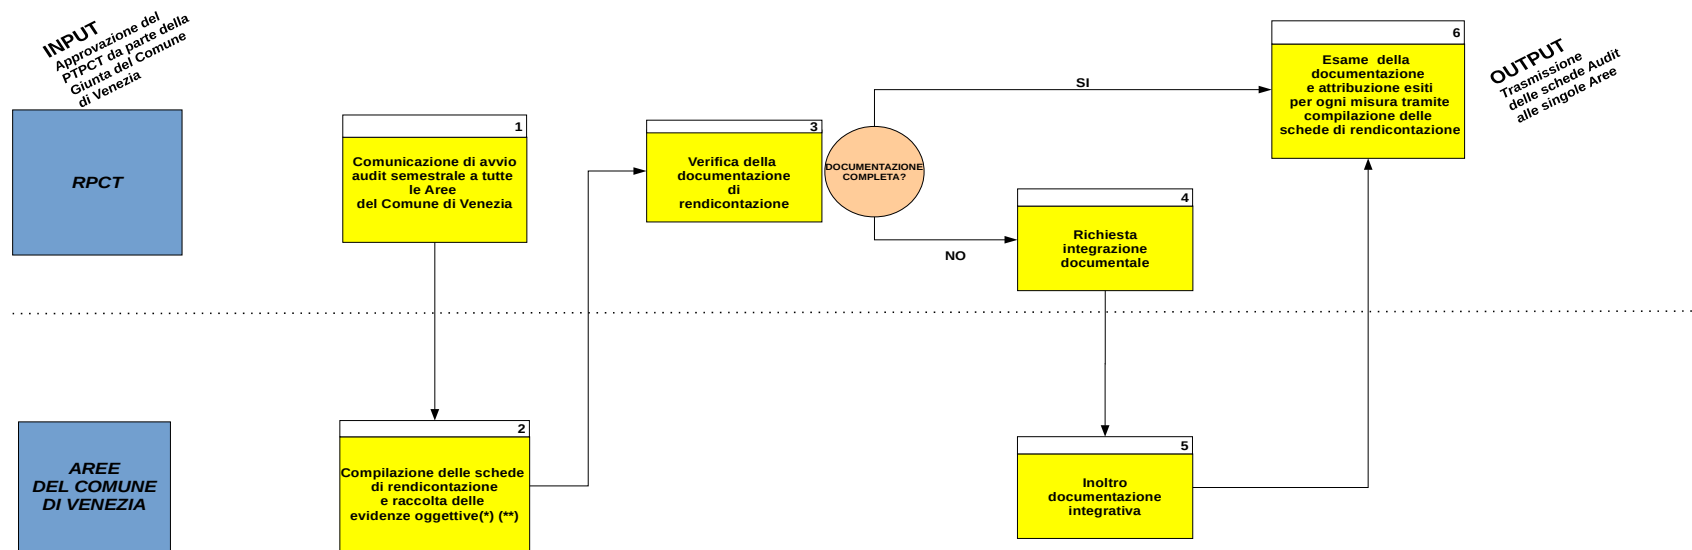 INPUT
Approvazione del
PTPCT da parte della
Giunta del Comune
di Venezia
RPCT
1
Comunicazione di avvio
audit semestrale a tutte
le Aree
del Comune di Venezia
3
Verifica della
documentazione
di
rendicontazione
DOCUMENTAZIONE
COMPLETA?
SI
NO
4
Richiesta
integrazione
documentale
6
Esame della
documentazione
e attribuzione esiti
per ogni misura tramite
compilazione delle
schede di rendicontazione
OUTPUT
Trasmissione
delle schede Audit
alle singole Aree
AREE
DEL COMUNE
DI VENEZIA
2
Compilazione delle schede
di rendicontazione
e raccolta delle
evidenze oggettive(*) (**)
5
Inoltro
documentazione
integrativa